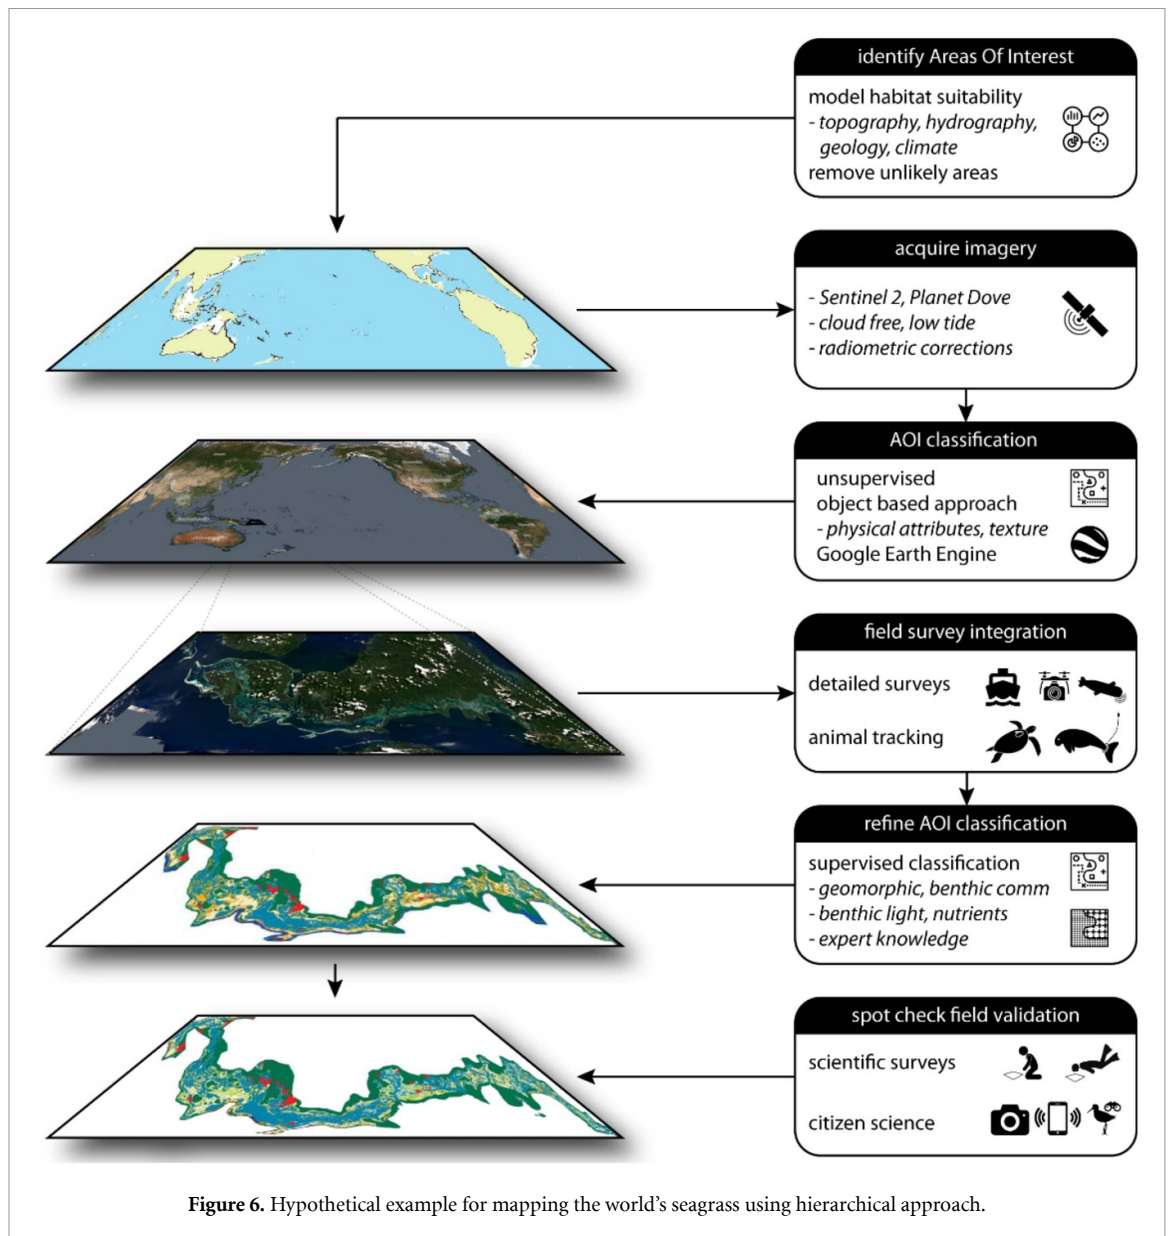 identify Areas Of Interest
model habitat suitability
- topography, hydrography,
geology, climate
remove unlikely areas
acquire imagery
- Sentinel 2, Planet Dove
- cloud free, low tide
- radiometric corrections
AOI classification
unsupervised
object based approach
- physical attributes, texture
Google Earth Engine
field survey integration
detailed surveys
animal tracking
refine AOI classification
supervised classification
- geomorphic, benthic comm
- benthic light, nutrients
- expert knowledge
spot check field validation
scientific surveys
citizen science
Figure 6. Hypothetical example for mapping the world's seagrass using hierarchical approach.